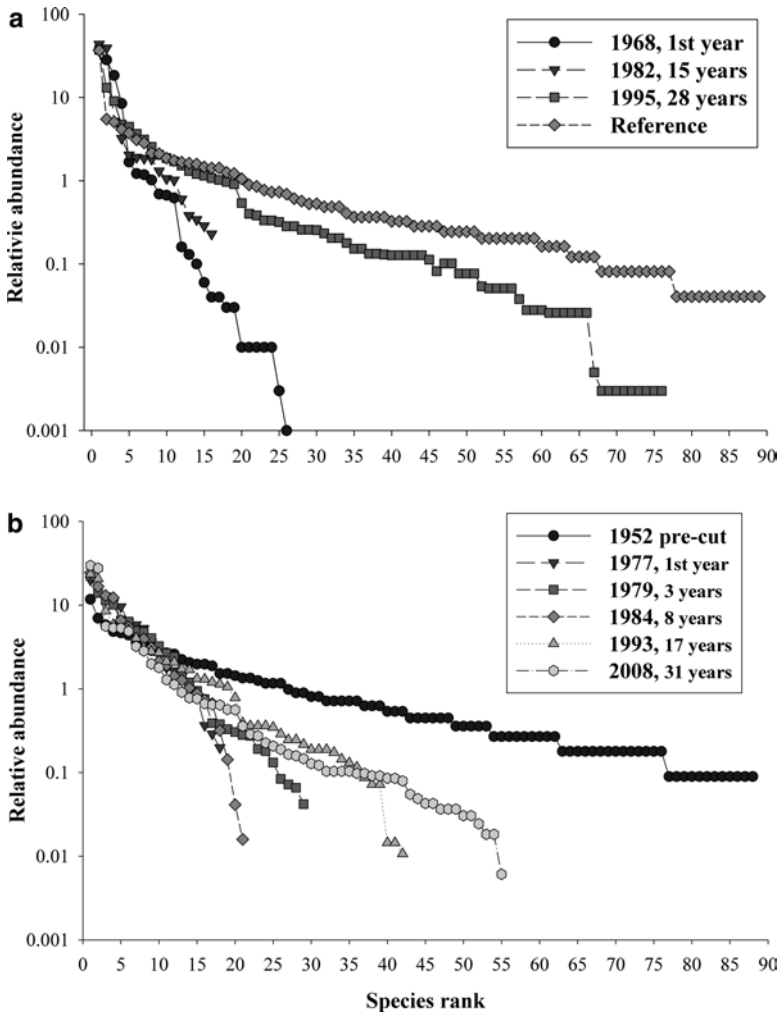 a
100
10
1
0.1
0.01
0.001
Relativie abundance
1968, 1st year
1982, 15 years
1995, 28 years
Reference
0 5 10 15 20 25 30 35 40 45 50 55 60 65 70 75 80 85 90
b
100
10
1
0.1
0.01
0.001
Relative abundance
1952 pre-cut
1977, 1st year
1979, 3 years
1984, 8 years
1993, 17 years
2008, 31 years
0 5 10 15 20 25 30 35 40 45 50 55 60 65 70 75 80 85 90
Species rank